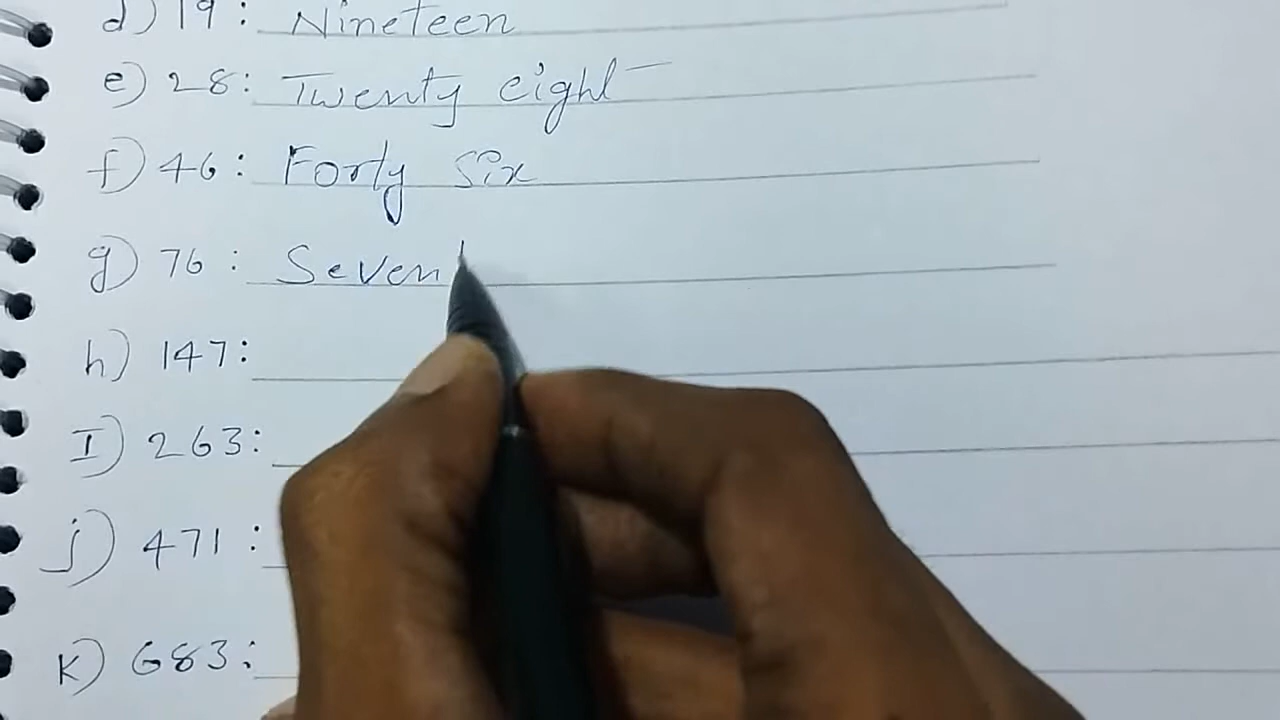 d) 19: Nineteen
e) 28: Twenty eight
f) 46: Forty six
g) 76: Seven
h) 147:
I) 263:
j) 471:
k) 683: